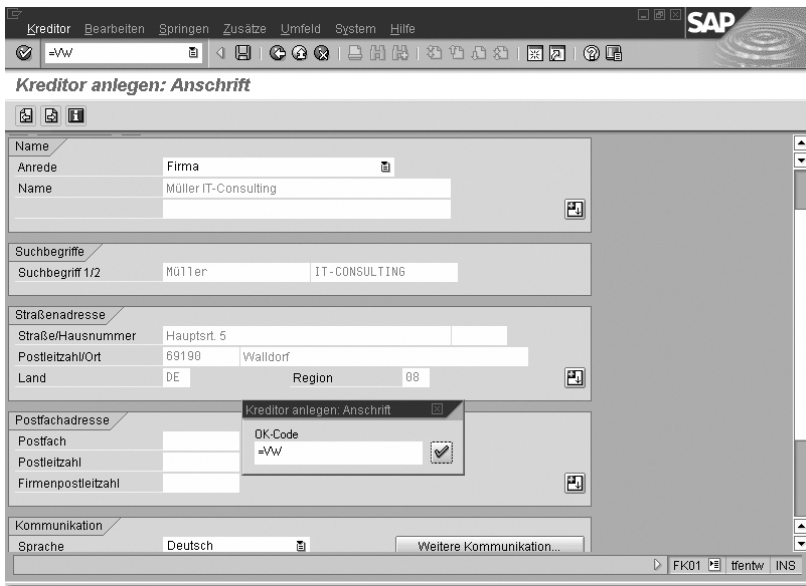 Kreditor Bearbeiten Springen Zusätze Umfeld System Hilfe
SAP
=VW
Kreditor anlegen: Anschrift
Name
Anrede Firma
Name Müller IT-Consulting
Suchbegriffe
Suchbegriff 1/2 Müller IT-CONSULTING
Straßenadresse
Straße/Hausnummer Hauptsrt. 5
Postleitzahl/Ort 69190 Walldorf
Land DE Region 08
Kreditor anlegen: Anschrift
OK-Code
=VW
Postfachadresse
Postfach
Postleitzahl
Firmenpostleitzahl
Kommunikation
Sprache Deutsch Weitere Kommunikation...
FK01 tfentw INS